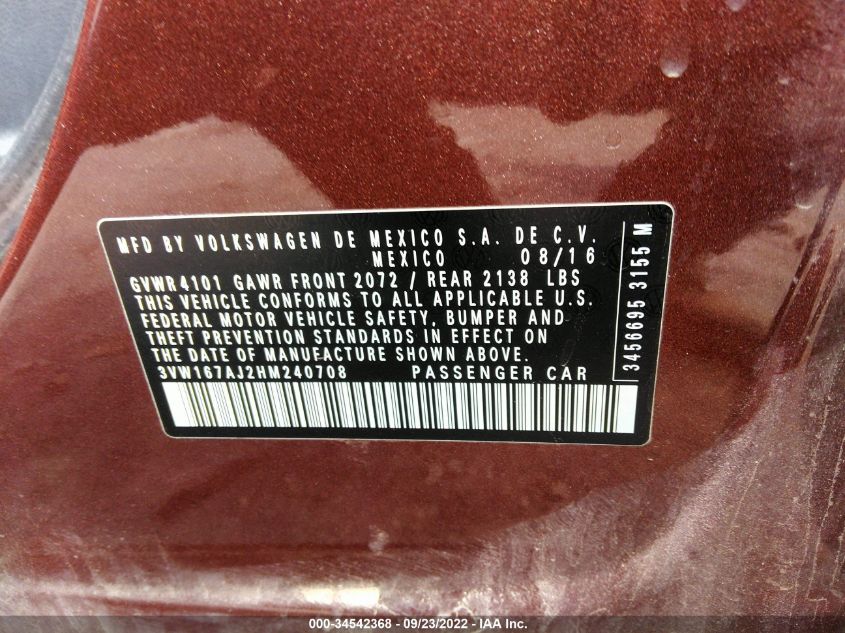 MFD BY VOLKSWAGEN DE MEXICO S.A. DE C.V.
MEXICO 08/16
GVWR 4101 GAWR FRONT 2072 / REAR 2138 LBS
THIS VEHICLE CONFORMS TO ALL APPLICABLE U.S.
FEDERAL MOTOR VEHICLE SAFETY, BUMPER AND
THEFT PREVENTION STANDARDS IN EFFECT ON
THE DATE OF MANUFACTURE SHOWN ABOVE.
3VW167AJ2HM240708 PASSENGER CAR
3456695 3155 M
000-34542368 - 09/23/2022 - IAA Inc.